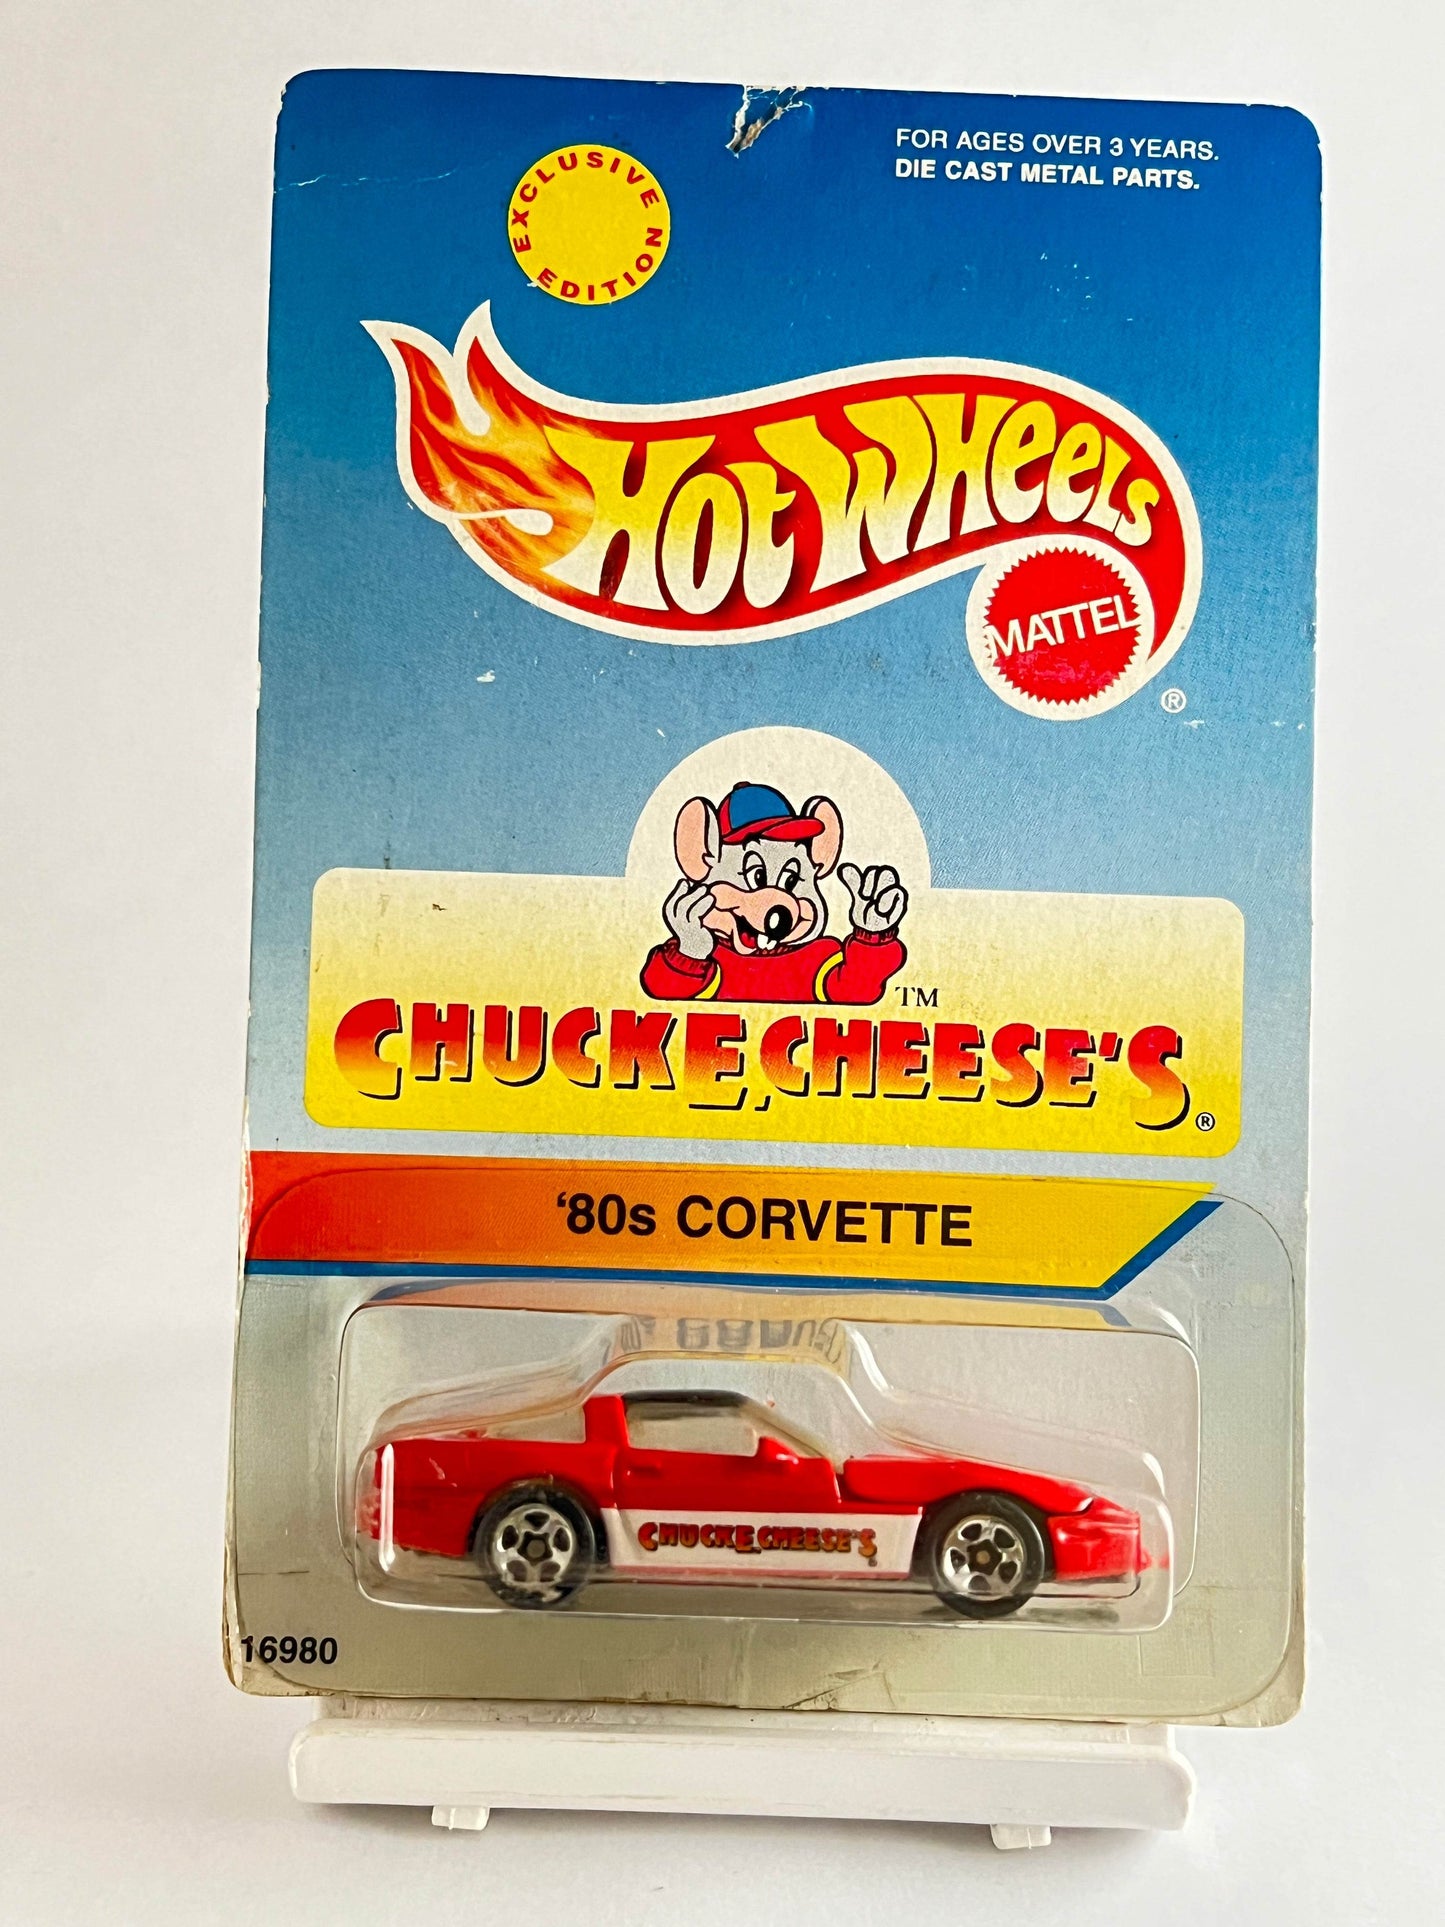 EXCLUSIVE EDITION
FOR AGES OVER 3 YEARS.
DIE CAST METAL PARTS.
HOT WHEELS
MATTEL
®
TM
CHUCK E. CHEESE'S®
'80s CORVETTE
CHUCK E. CHEESE'S
16980